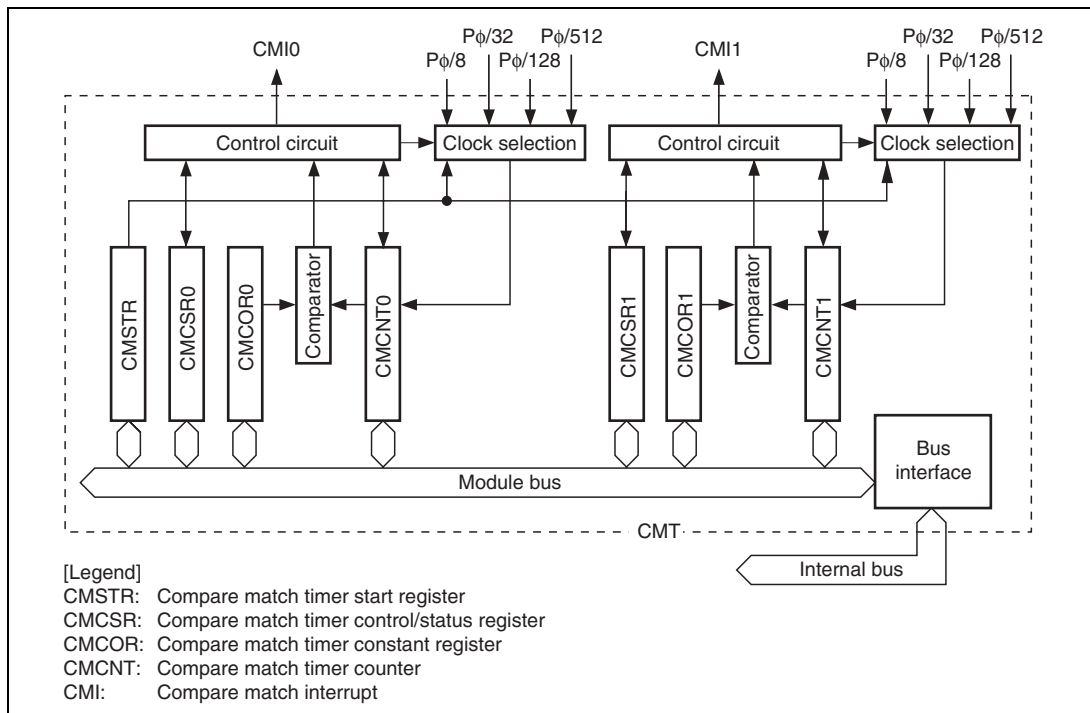 CMI0
Pφ/8
Pφ/32
Pφ/128
Pφ/512
CMI1
Pφ/8
Pφ/32
Pφ/128
Pφ/512
Control circuit
Clock selection
Control circuit
Clock selection
CMSTR
CMCSR0
CMCOR0
Comparator
CMCNT0
CMCSR1
CMCOR1
Comparator
CMCNT1
Bus
interface
Module bus
CMT
Internal bus
[Legend]
CMSTR: Compare match timer start register
CMCSR: Compare match timer control/status register
CMCOR: Compare match timer constant register
CMCNT: Compare match timer counter
CMI: Compare match interrupt